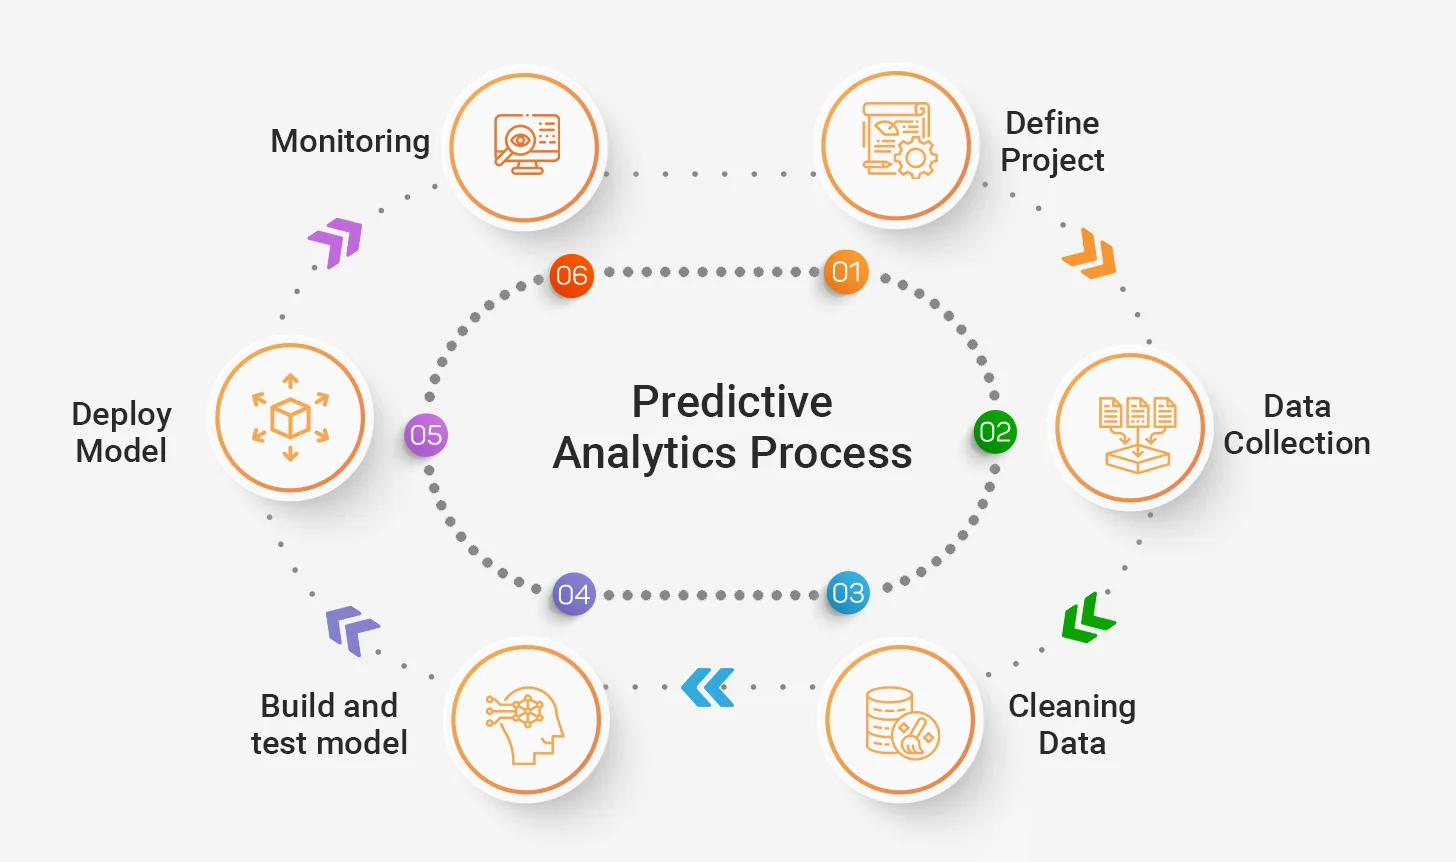 Predictive
Analytics Process
01
Define
Project
02
Data
Collection
03
Cleaning
Data
04
Build and
test model
05
Deploy
Model
06
Monitoring